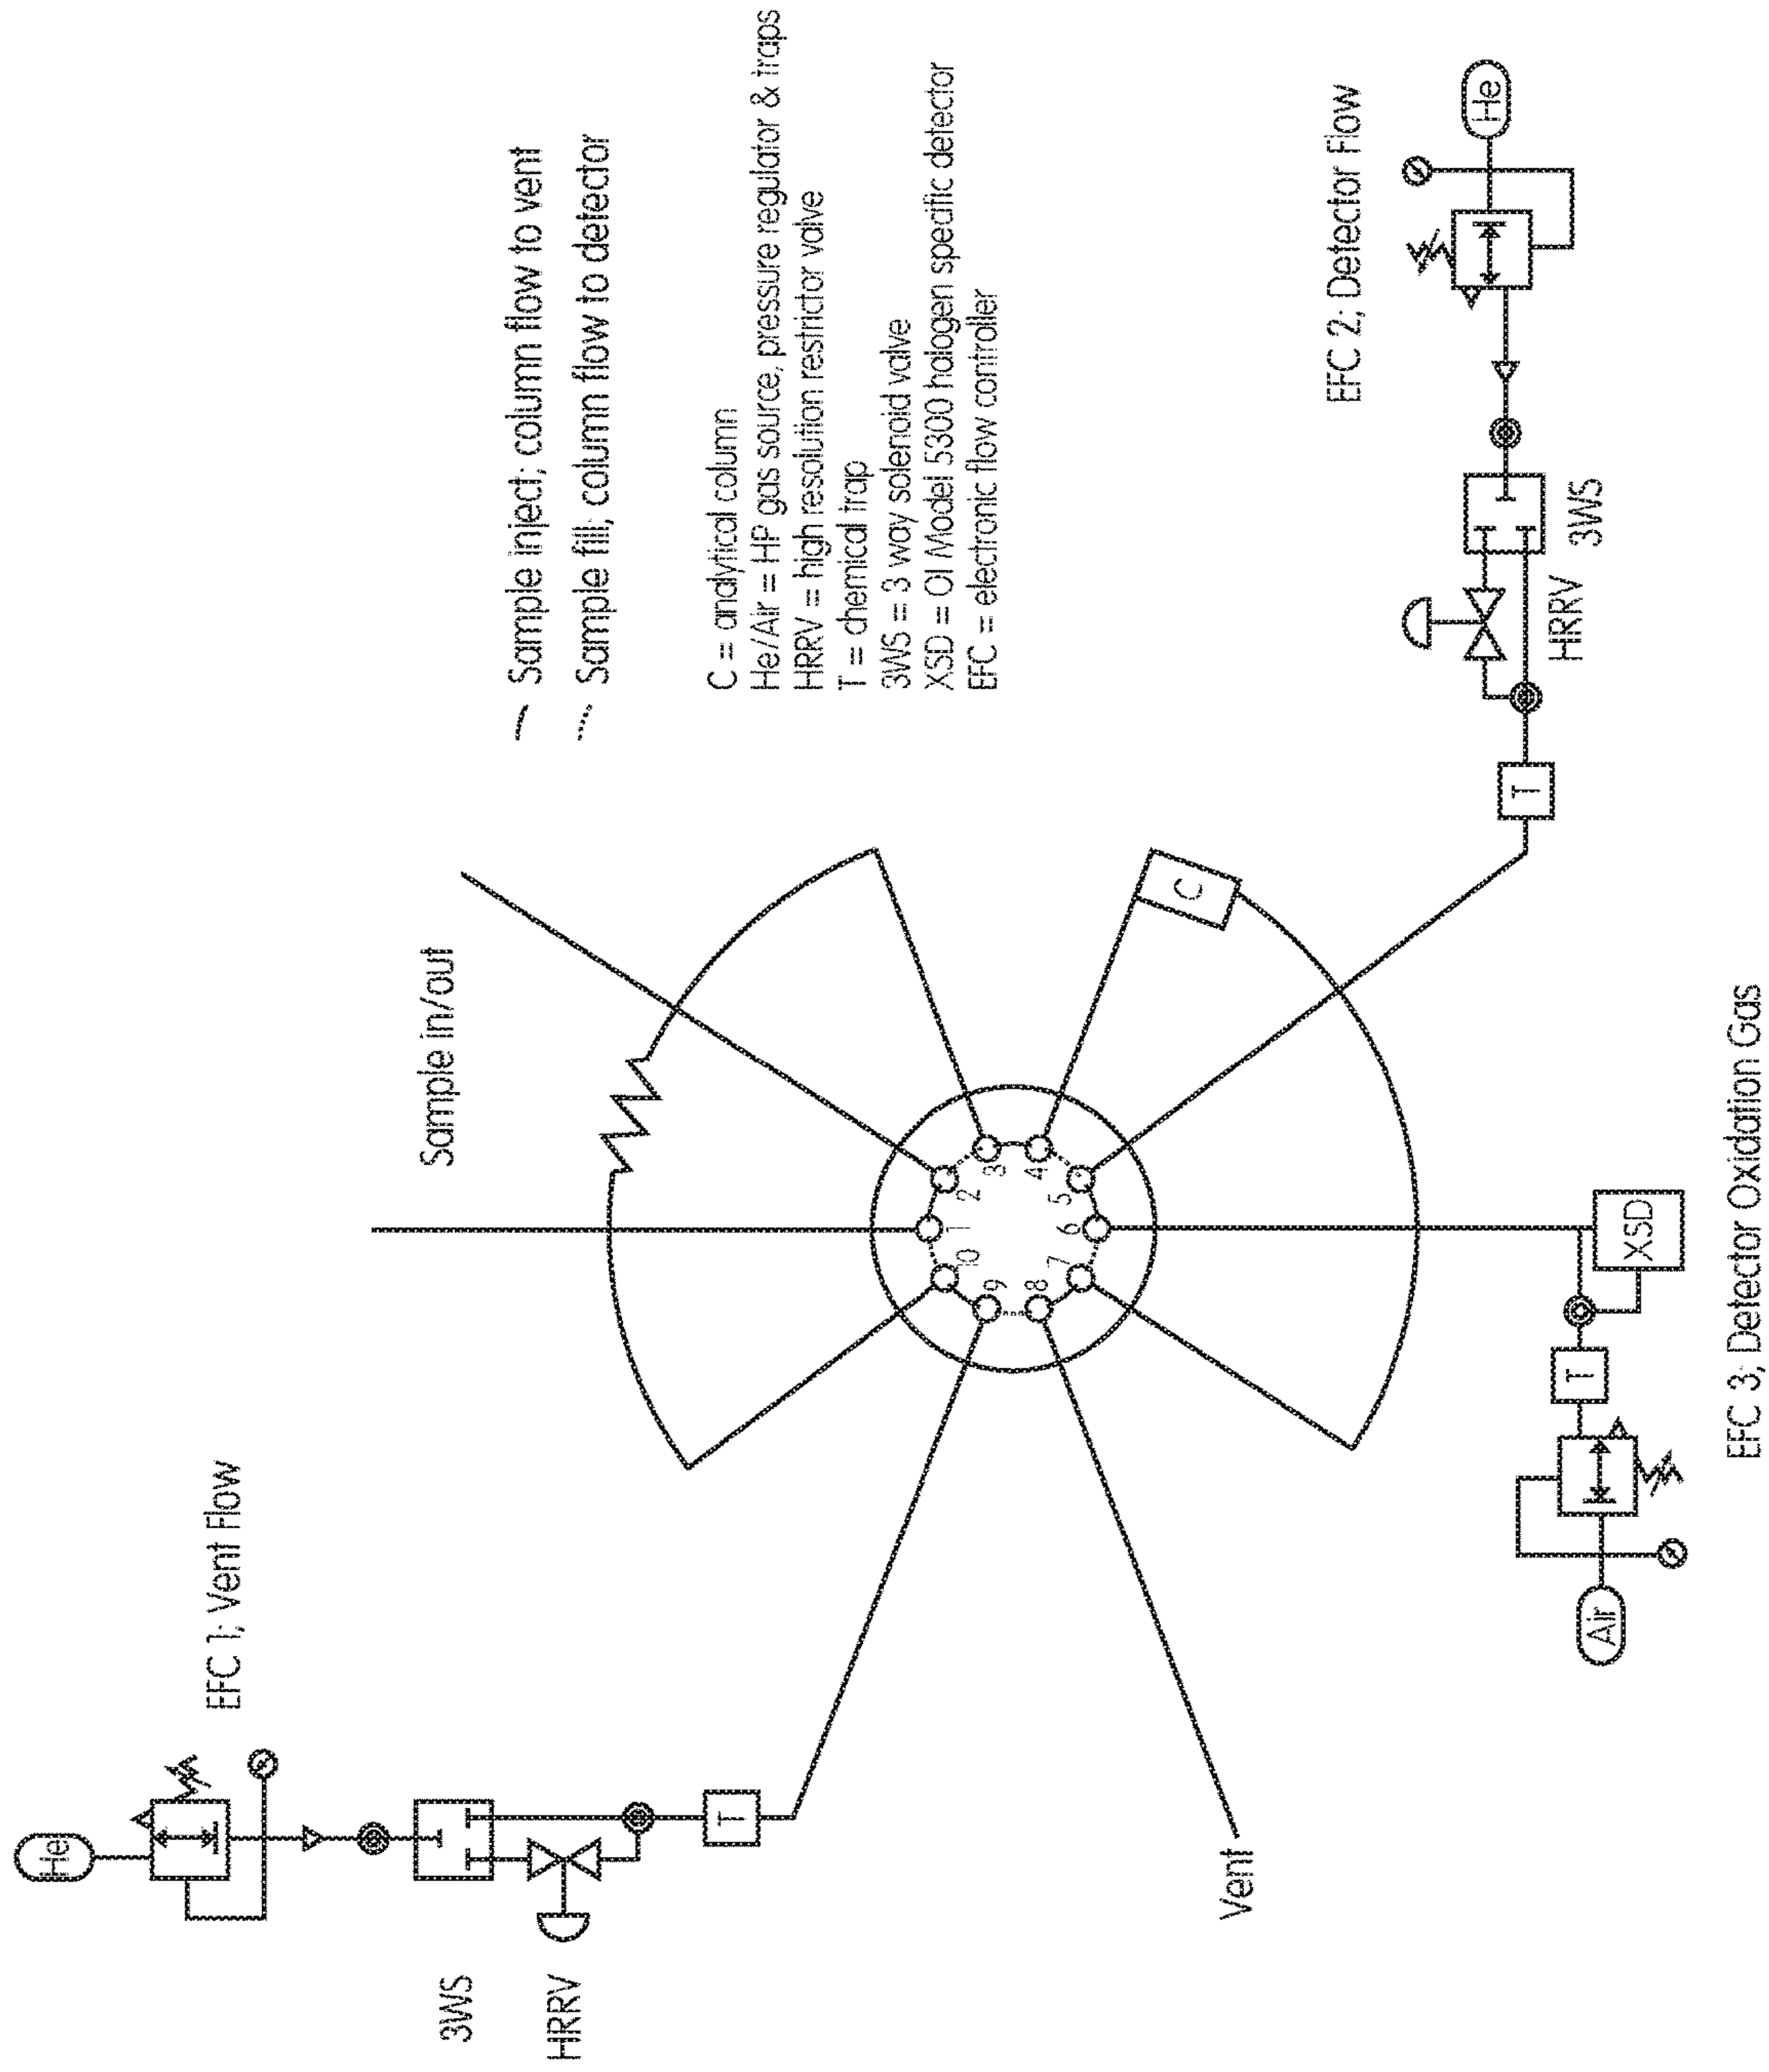 Sample inject; column flow to vent
Sample fill; column flow to detector
C = analytical column
He/Air = HP gas source, pressure regulator & traps
HRRV = high resolution restrictor valve
T = chemical trap
3WS = 3 way solenoid valve
XSD = OI Model 5300 halogen specific detector
EFC = electronic flow controller
EFC 1; Vent Flow
He
3WS
HRRV
T
Sample in/out
1
2
3
4
5
6
7
8
9
10
C
Vent
EFC 2; Detector Flow
He
3WS
HRRV
T
XSD
T
Air
EFC 3; Detector Oxidation Gas